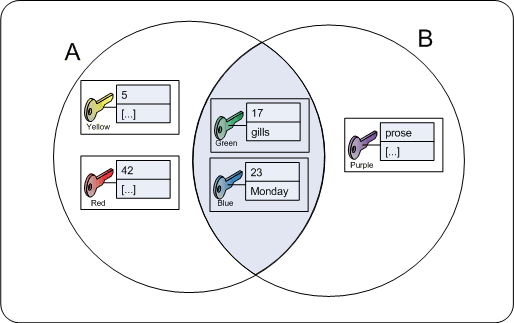 A
B
5
[...]
Yellow
42
[...]
Red
17
gills
Green
23
Monday
Blue
prose
[...]
Purple